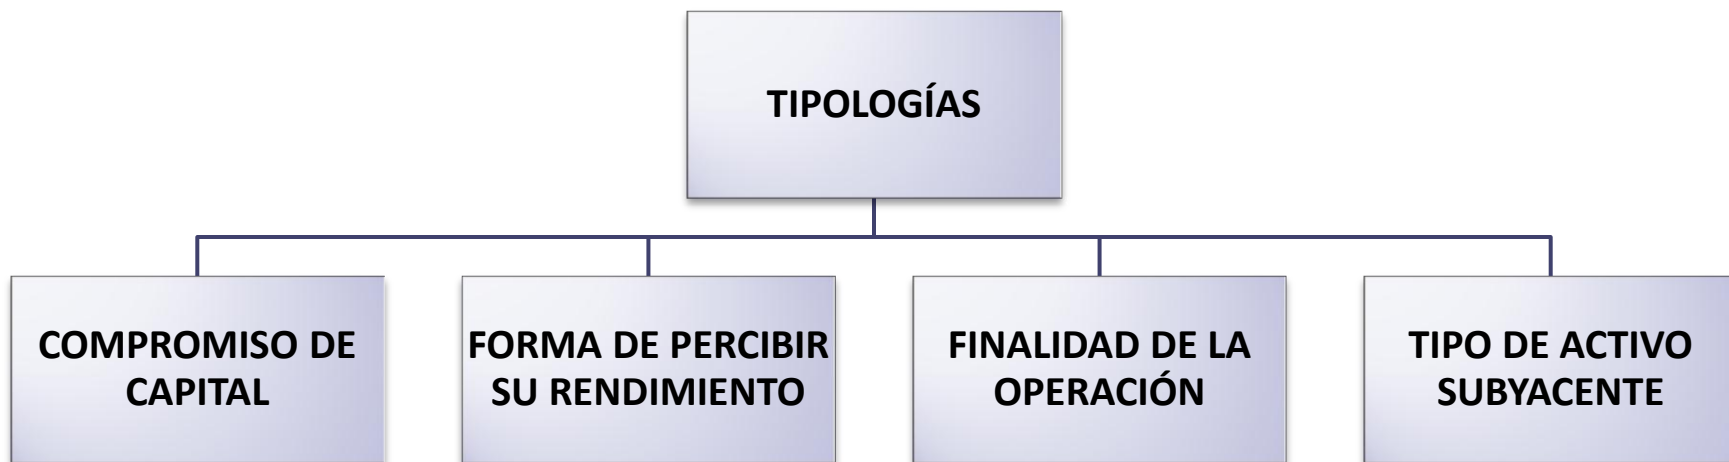 TIPOLOGÍAS
COMPROMISO DE
CAPITAL
FORMA DE PERCIBIR
SU RENDIMIENTO
FINALIDAD DE LA
OPERACIÓN
TIPO DE ACTIVO
SUBYACENTE